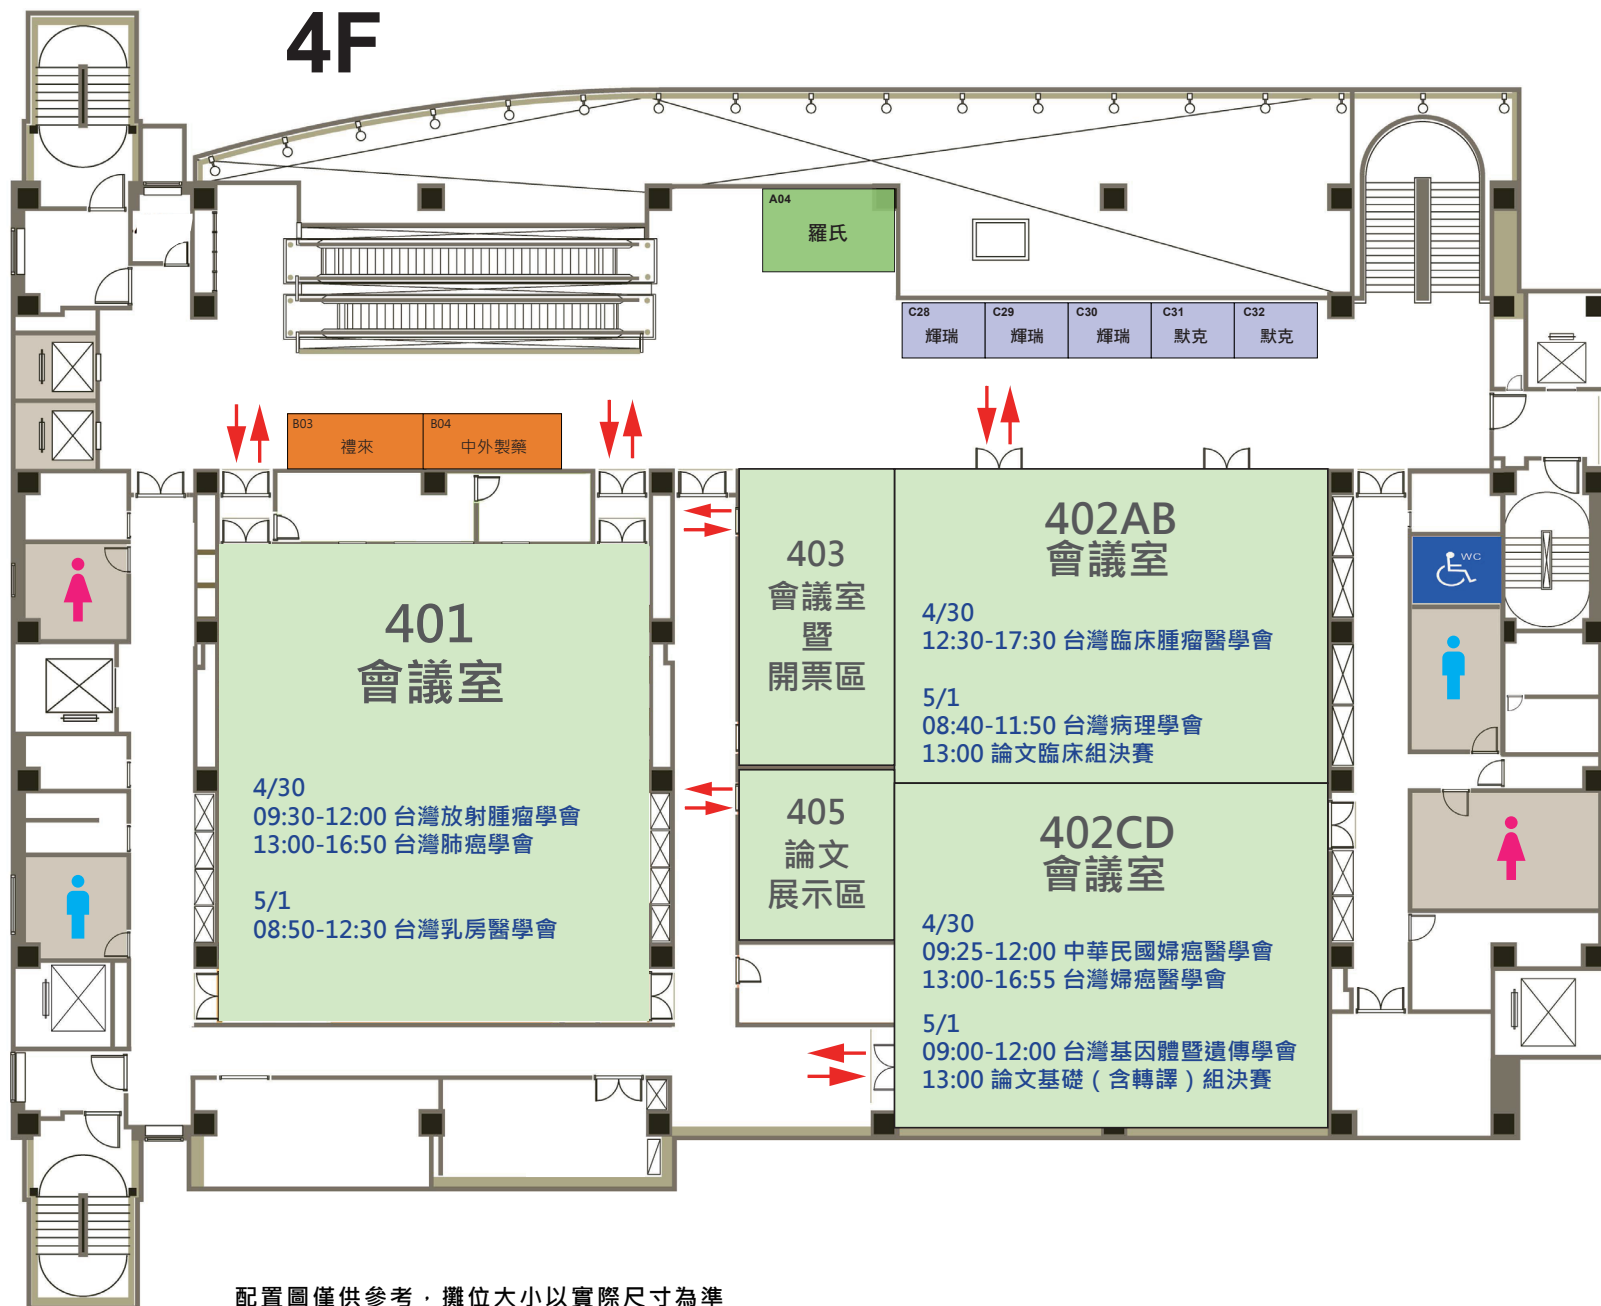 4F
A04
羅氏
C28
輝瑞
C29
輝瑞
C30
輝瑞
C31
默克
C32
默克
B03
禮來
B04
中外製藥
401
會議室
4/30
09:30-12:00 台灣放射腫瘤學會
13:00-16:50 台灣肺癌學會
5/1
08:50-12:30 台灣乳房醫學會
403
會議室
暨
開票區
405
論文
展示區
402AB
會議室
4/30
12:30-17:30 台灣臨床腫瘤醫學會
5/1
08:40-11:50 台灣病理學會
13:00 論文臨床組決賽
402CD
會議室
4/30
09:25-12:00 中華民國婦癌醫學會
13:00-16:55 台灣婦癌醫學會
5/1
09:00-12:00 台灣基因體暨遺傳學會
13:00 論文基礎（含轉譯）組決賽
WC
配置圖僅供參考，攤位大小以實際尺寸為準